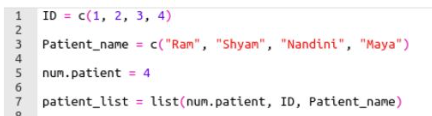 1 ID = c(1, 2, 3, 4)
2
3 Patient_name = c("Ram", "Shyam", "Nandini", "Maya")
4
5 num.patient = 4
6
7 patient_list = list(num.patient, ID, Patient_name)
8